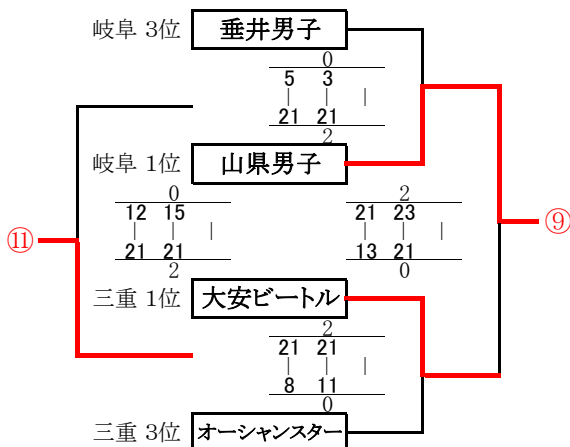 岐阜 3位 垂井男子
0
5 3
| | |
21 21
2
岐阜 1位 山県男子
0 2
12 15 21 23
| | | | | |
21 21 13 21
2 0
⑪ ⑨
三重 1位 大安ビートル
2
21 21
| | |
8 11
0
三重 3位 オーシャンスター